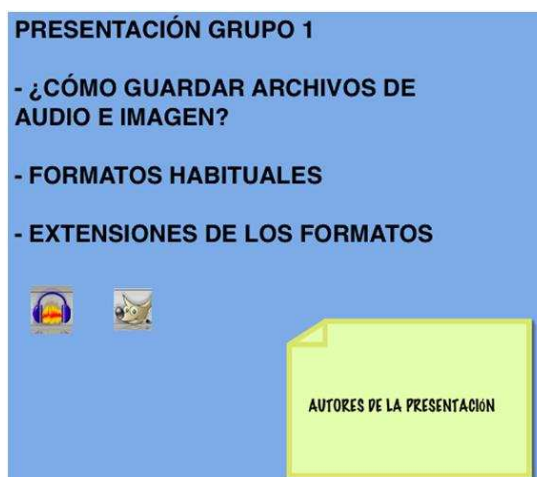 PRESENTACIÓN GRUPO 1
- ¿CÓMO GUARDAR ARCHIVOS DE
AUDIO E IMAGEN?
- FORMATOS HABITUALES
- EXTENSIONES DE LOS FORMATOS
AUTORES DE LA PRESENTACIÓN